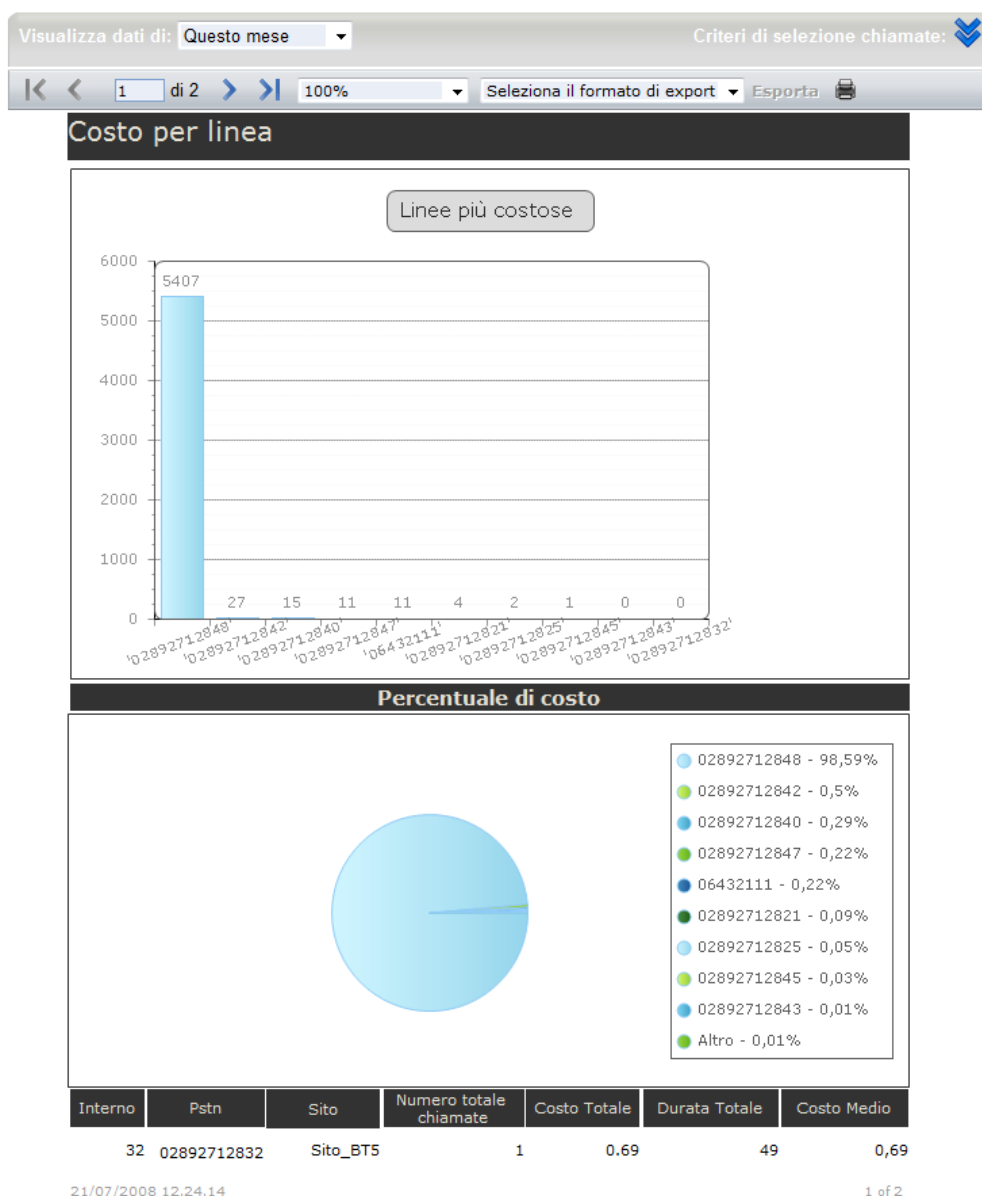 Visualizza dati di: Questo mese Criteri di selezione chiamate:
1 di 2 100% Seleziona il formato di export Esporta
Costo per linea
Linee più costose
6000
5407
5000
4000
3000
2000
1000
27 15 11 11 4 2 1 0 0
0
'02892712848' '02892712842' '02892712840' '02892712847' '06432111' '02892712821' '02892712825' '02892712845' '02892712843' '02892712832'
Percentuale di costo
02892712848 - 98,59%
02892712842 - 0,5%
02892712840 - 0,29%
02892712847 - 0,22%
06432111 - 0,22%
02892712821 - 0,09%
02892712825 - 0,05%
02892712845 - 0,03%
02892712843 - 0,01%
Altro - 0,01%
Interno Pstn Sito Numero totale chiamate Costo Totale Durata Totale Costo Medio
32 02892712832 Sito_BT5 1 0.69 49 0,69
21/07/2008 12.24.14 1 of 2